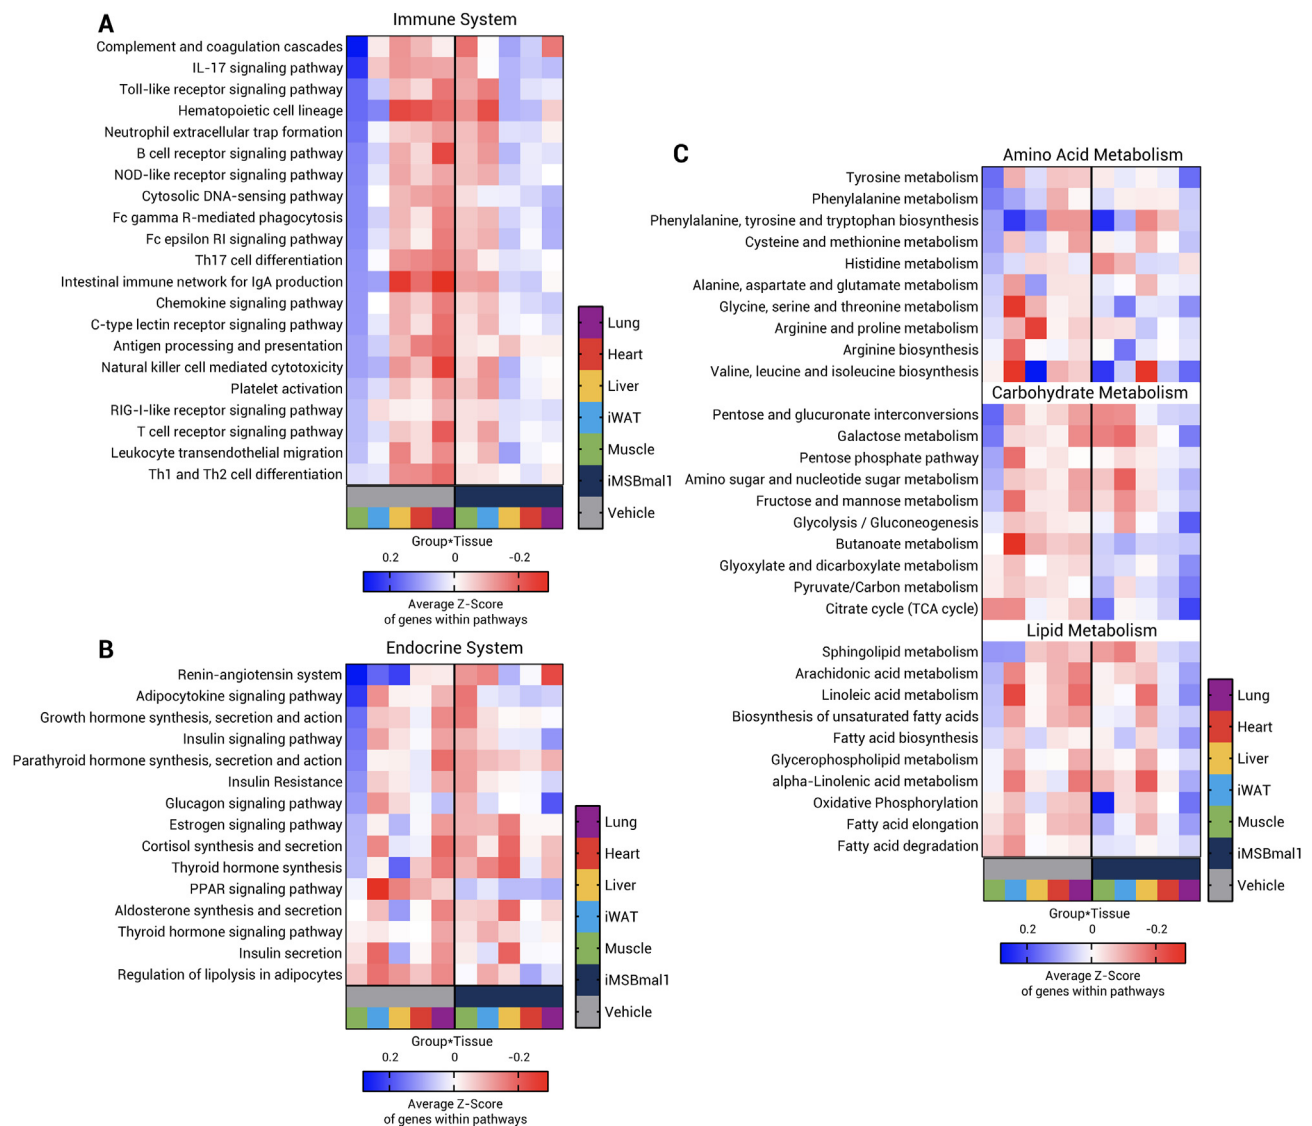 A
Immune System
Complement and coagulation cascades
IL-17 signaling pathway
Toll-like receptor signaling pathway
Hematopoietic cell lineage
Neutrophil extracellular trap formation
B cell receptor signaling pathway
NOD-like receptor signaling pathway
Cytosolic DNA-sensing pathway
Fc gamma R-mediated phagocytosis
Fc epsilon RI signaling pathway
Th17 cell differentiation
Intestinal immune network for IgA production
Chemokine signaling pathway
C-type lectin receptor signaling pathway
Antigen processing and presentation
Natural killer cell mediated cytotoxicity
Platelet activation
RIG-I-like receptor signaling pathway
T cell receptor signaling pathway
Leukocyte transendothelial migration
Th1 and Th2 cell differentiation
Lung
Heart
Liver
iWAT
Muscle
iMSBmal1
Vehicle
Group*Tissue
0.2 0 -0.2
Average Z-Score
of genes within pathways
B
Endocrine System
Renin-angiotensin system
Adipocytokine signaling pathway
Growth hormone synthesis, secretion and action
Insulin signaling pathway
Parathyroid hormone synthesis, secretion and action
Insulin Resistance
Glucagon signaling pathway
Estrogen signaling pathway
Cortisol synthesis and secretion
Thyroid hormone synthesis
PPAR signaling pathway
Aldosterone synthesis and secretion
Thyroid hormone signaling pathway
Insulin secretion
Regulation of lipolysis in adipocytes
Lung
Heart
Liver
iWAT
Muscle
iMSBmal1
Vehicle
Group*Tissue
0.2 0 -0.2
Average Z-Score
of genes within pathways
C
Amino Acid Metabolism
Tyrosine metabolism
Phenylalanine metabolism
Phenylalanine, tyrosine and tryptophan biosynthesis
Cysteine and methionine metabolism
Histidine metabolism
Alanine, aspartate and glutamate metabolism
Glycine, serine and threonine metabolism
Arginine and proline metabolism
Arginine biosynthesis
Valine, leucine and isoleucine biosynthesis
Carbohydrate Metabolism
Pentose and glucuronate interconversions
Galactose metabolism
Pentose phosphate pathway
Amino sugar and nucleotide sugar metabolism
Fructose and mannose metabolism
Glycolysis / Gluconeogenesis
Butanoate metabolism
Glyoxylate and dicarboxylate metabolism
Pyruvate/Carbon metabolism
Citrate cycle (TCA cycle)
Lipid Metabolism
Sphingolipid metabolism
Arachidonic acid metabolism
Linoleic acid metabolism
Biosynthesis of unsaturated fatty acids
Fatty acid biosynthesis
Glycerophospholipid metabolism
alpha-Linolenic acid metabolism
Oxidative Phosphorylation
Fatty acid elongation
Fatty acid degradation
Lung
Heart
Liver
iWAT
Muscle
iMSBmal1
Vehicle
Group*Tissue
0.2 0 -0.2
Average Z-Score
of genes within pathways